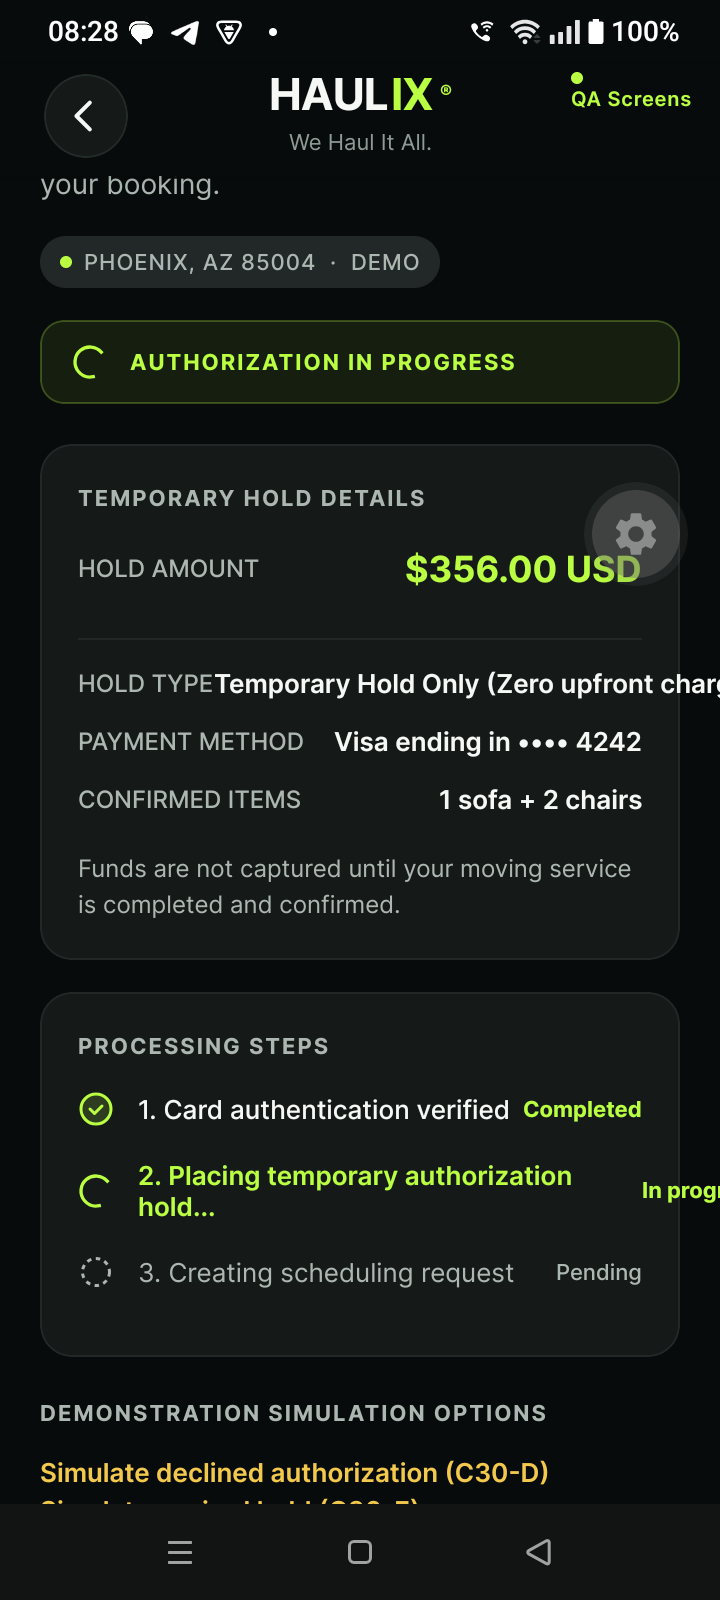 08:28
100%
HAULIX ®
QA Screens
We Haul It All.
your booking.
PHOENIX, AZ 85004 · DEMO
AUTHORIZATION IN PROGRESS
TEMPORARY HOLD DETAILS
HOLD AMOUNT $356.00 USD
HOLD TYPE Temporary Hold Only (Zero upfront
PAYMENT METHOD Visa ending in •••• 4242
CONFIRMED ITEMS 1 sofa + 2 chairs
Funds are not captured until your moving service
is completed and confirmed.
PROCESSING STEPS
1. Card authentication verified Completed
2. Placing temporary authorization
hold...
In
3. Creating scheduling request Pending
DEMONSTRATION SIMULATION OPTIONS
Simulate declined authorization (C30-D)